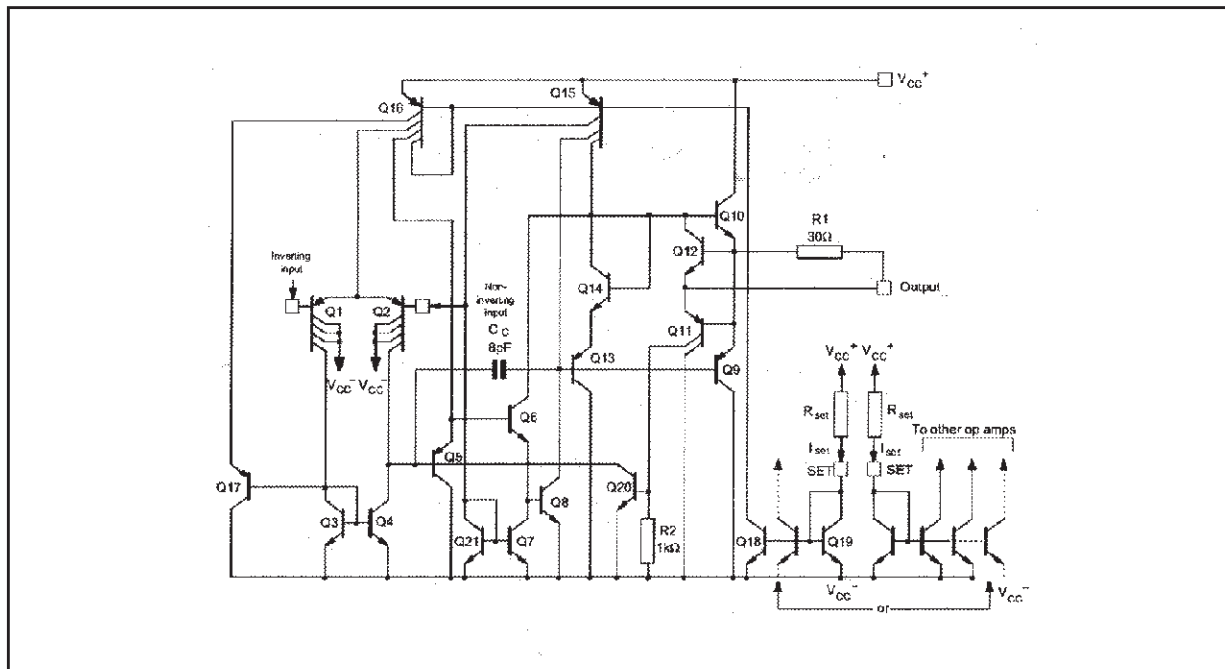 VCC+
Q16
Q15
Q10
R1
30Ω
Q12
Inverting
input
Non-
inverting
input
Q1
Q2
Q14
Output
CC
8pF
Q11
VCC−
VCC−
Q13
Q9
VCC+
VCC+
Rset
Rset
To other op amps
Q6
Iset
Iset
SET
SET
Q5
Q17
Q20
Q8
Q3
Q4
R2
1kΩ
Q21
Q7
Q18
Q19
VCC−
VCC−
or